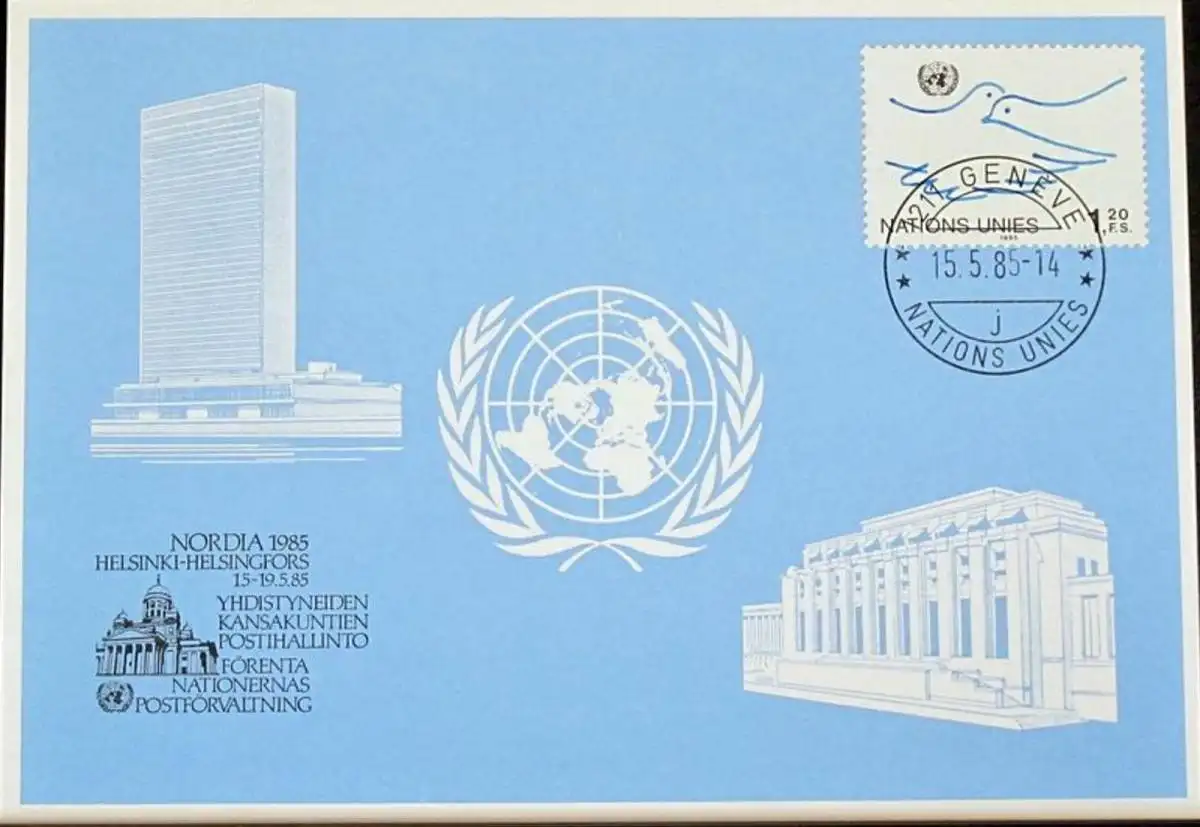 1211 GENÈVE
NATIONS UNIES
1985
1,20
F.S.
15.5.85-14
j
NATIONS UNIES
NORDIA 1985
HELSINKI-HELSINGFORS
15-19.5.85
YHDISTYNEIDEN
KANSAKUNTIEN
POSTIHALLINTO
FÖRENTA
NATIONERNAS
POSTFÖRVALTNING